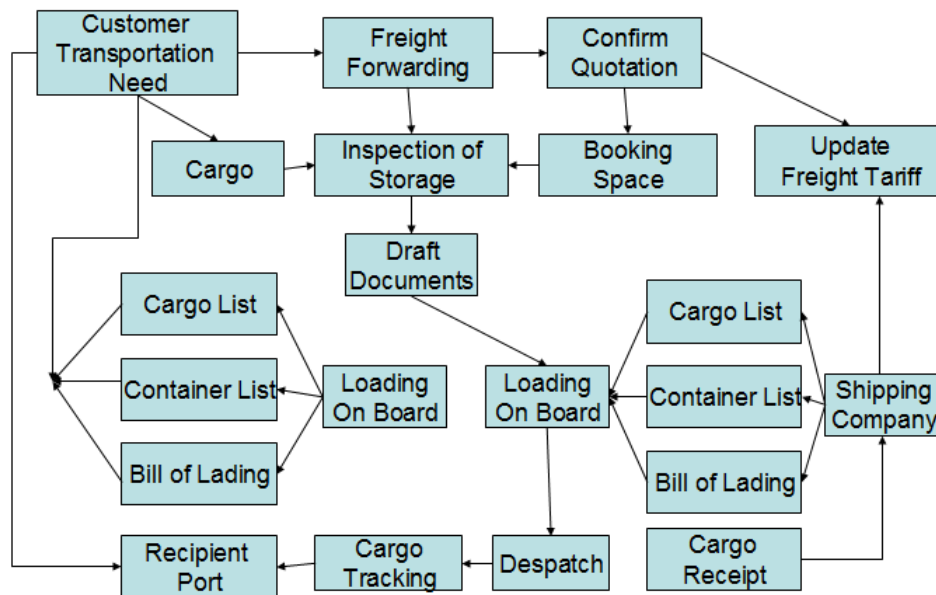 Customer
Transportation
Need
Freight
Forwarding
Confirm
Quotation
Cargo
Inspection of
Storage
Booking
Space
Update
Freight Tariff
Draft
Documents
Cargo List
Container List
Bill of Lading
Loading
On Board
Loading
On Board
Cargo List
Container List
Bill of Lading
Shipping
Company
Recipient
Port
Cargo
Tracking
Despatch
Cargo
Receipt